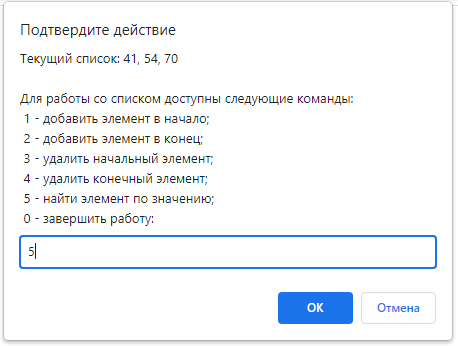 Подтвердите действие
Текущий список: 41, 54, 70
Для работы со списком доступны следующие команды:
1 - добавить элемент в начало;
2 - добавить элемент в конец;
3 - удалить начальный элемент;
4 - удалить конечный элемент;
5 - найти элемент по значению;
0 - завершить работу:
5
ОК Отмена